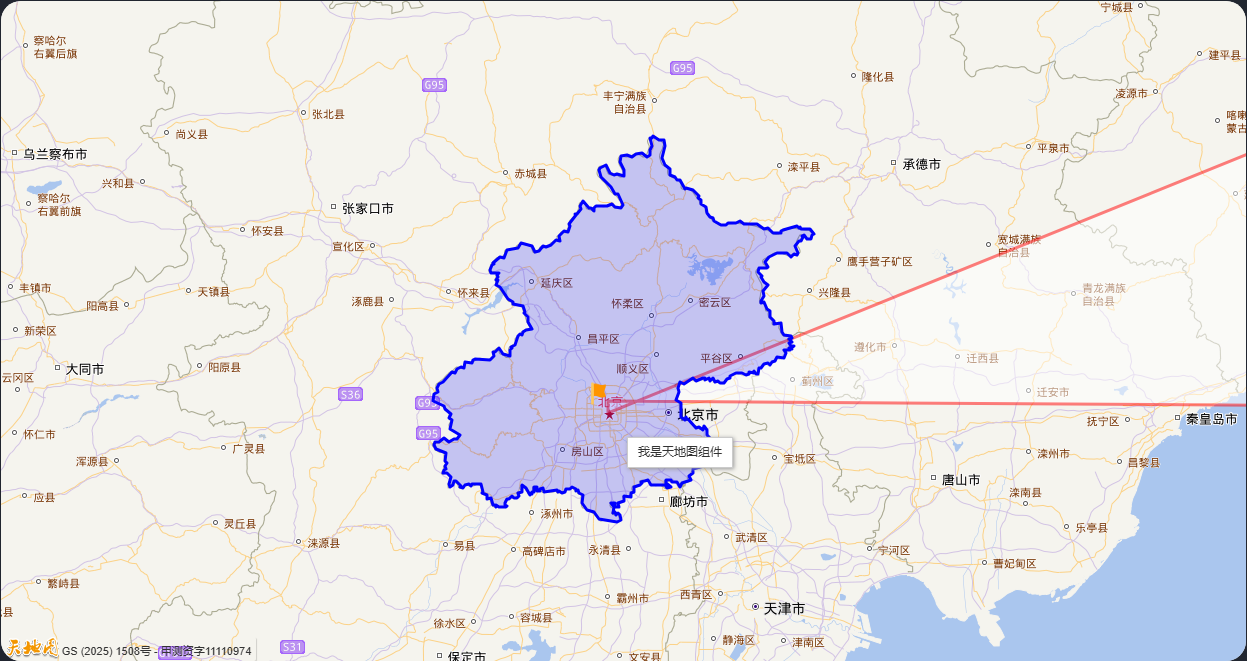 宁城县
察哈尔
右翼后旗
建平县
G95
隆化县
G95
丰宁满族
自治县
凌源市
张北县
喀喇
蒙古
尚义县
乌兰察布市
平泉市
承德市
滦平县
赤城县
兴和县
察哈尔
右翼前旗
张家口市
怀安县
宣化区
宽城满族
自治县
鹰手营子矿区
丰镇市
天镇县
延庆区
怀来县
兴隆县
青龙满族
自治县
阳高县
涿鹿县
怀柔区
密云区
新荣区
昌平区
遵化市
迁西县
平谷区
大同市
阳原县
顺义区
云冈区
蓟州区
S36
迁安市
北京
北京市
抚宁区
秦皇岛市
怀仁市
G95
广灵县
房山区
我是天地图组件
滦州市
浑源县
宝坻区
昌黎县
唐山市
应县
廊坊市
滦南县
涿州市
灵丘县
乐亭县
武清区
涞源县
易县
高碑店市
永清县
宁河区
曹妃甸区
繁峙县
霸州市
西青区
天津市
容城县
徐水区
静海区
津南区
S31
天地图
GS (2025) 1508号 - 甲测资字11110974
保定市
文安县